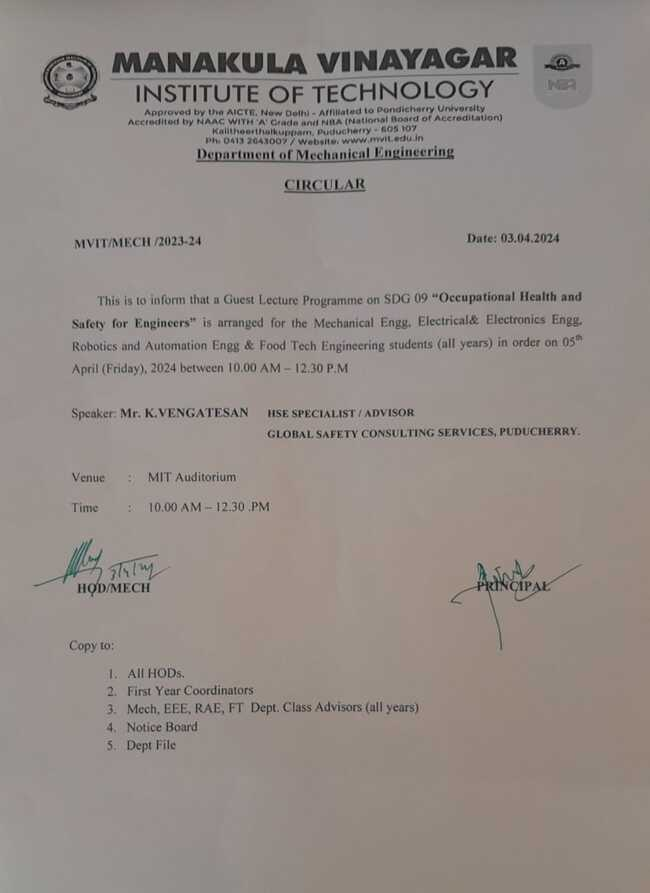 MANAKULA VINAYAGAR
INSTITUTE OF TECHNOLOGY
NBA
Approved by the AICTE, New Delhi - Affiliated to Pondicherry University
Accredited by NAAC WITH 'A' Grade and NBA (National Board of Accreditation)
Kalitheerthalkuppam, Puducherry - 605 107
Ph: 0413 2643007 / Website: www.mvit.edu.in
Department of Mechanical Engineering
CIRCULAR
MVIT/MECH /2023-24 Date: 03.04.2024
This is to inform that a Guest Lecture Programme on SDG 09 “Occupational Health and
Safety for Engineers” is arranged for the Mechanical Engg, Electrical& Electronics Engg,
Robotics and Automation Engg & Food Tech Engineering students (all years) in order on 05th
April (Friday), 2024 between 10.00 AM – 12.30 P.M
Speaker: Mr. K.VENGATESAN HSE SPECIALIST / ADVISOR
GLOBAL SAFETY CONSULTING SERVICES, PUDUCHERRY.
Venue : MIT Auditorium
Time : 10.00 AM – 12.30 .PM
HOD/MECH PRINCIPAL
Copy to:
1. All HODs.
2. First Year Coordinators
3. Mech, EEE, RAE, FT Dept. Class Advisors (all years)
4. Notice Board
5. Dept File